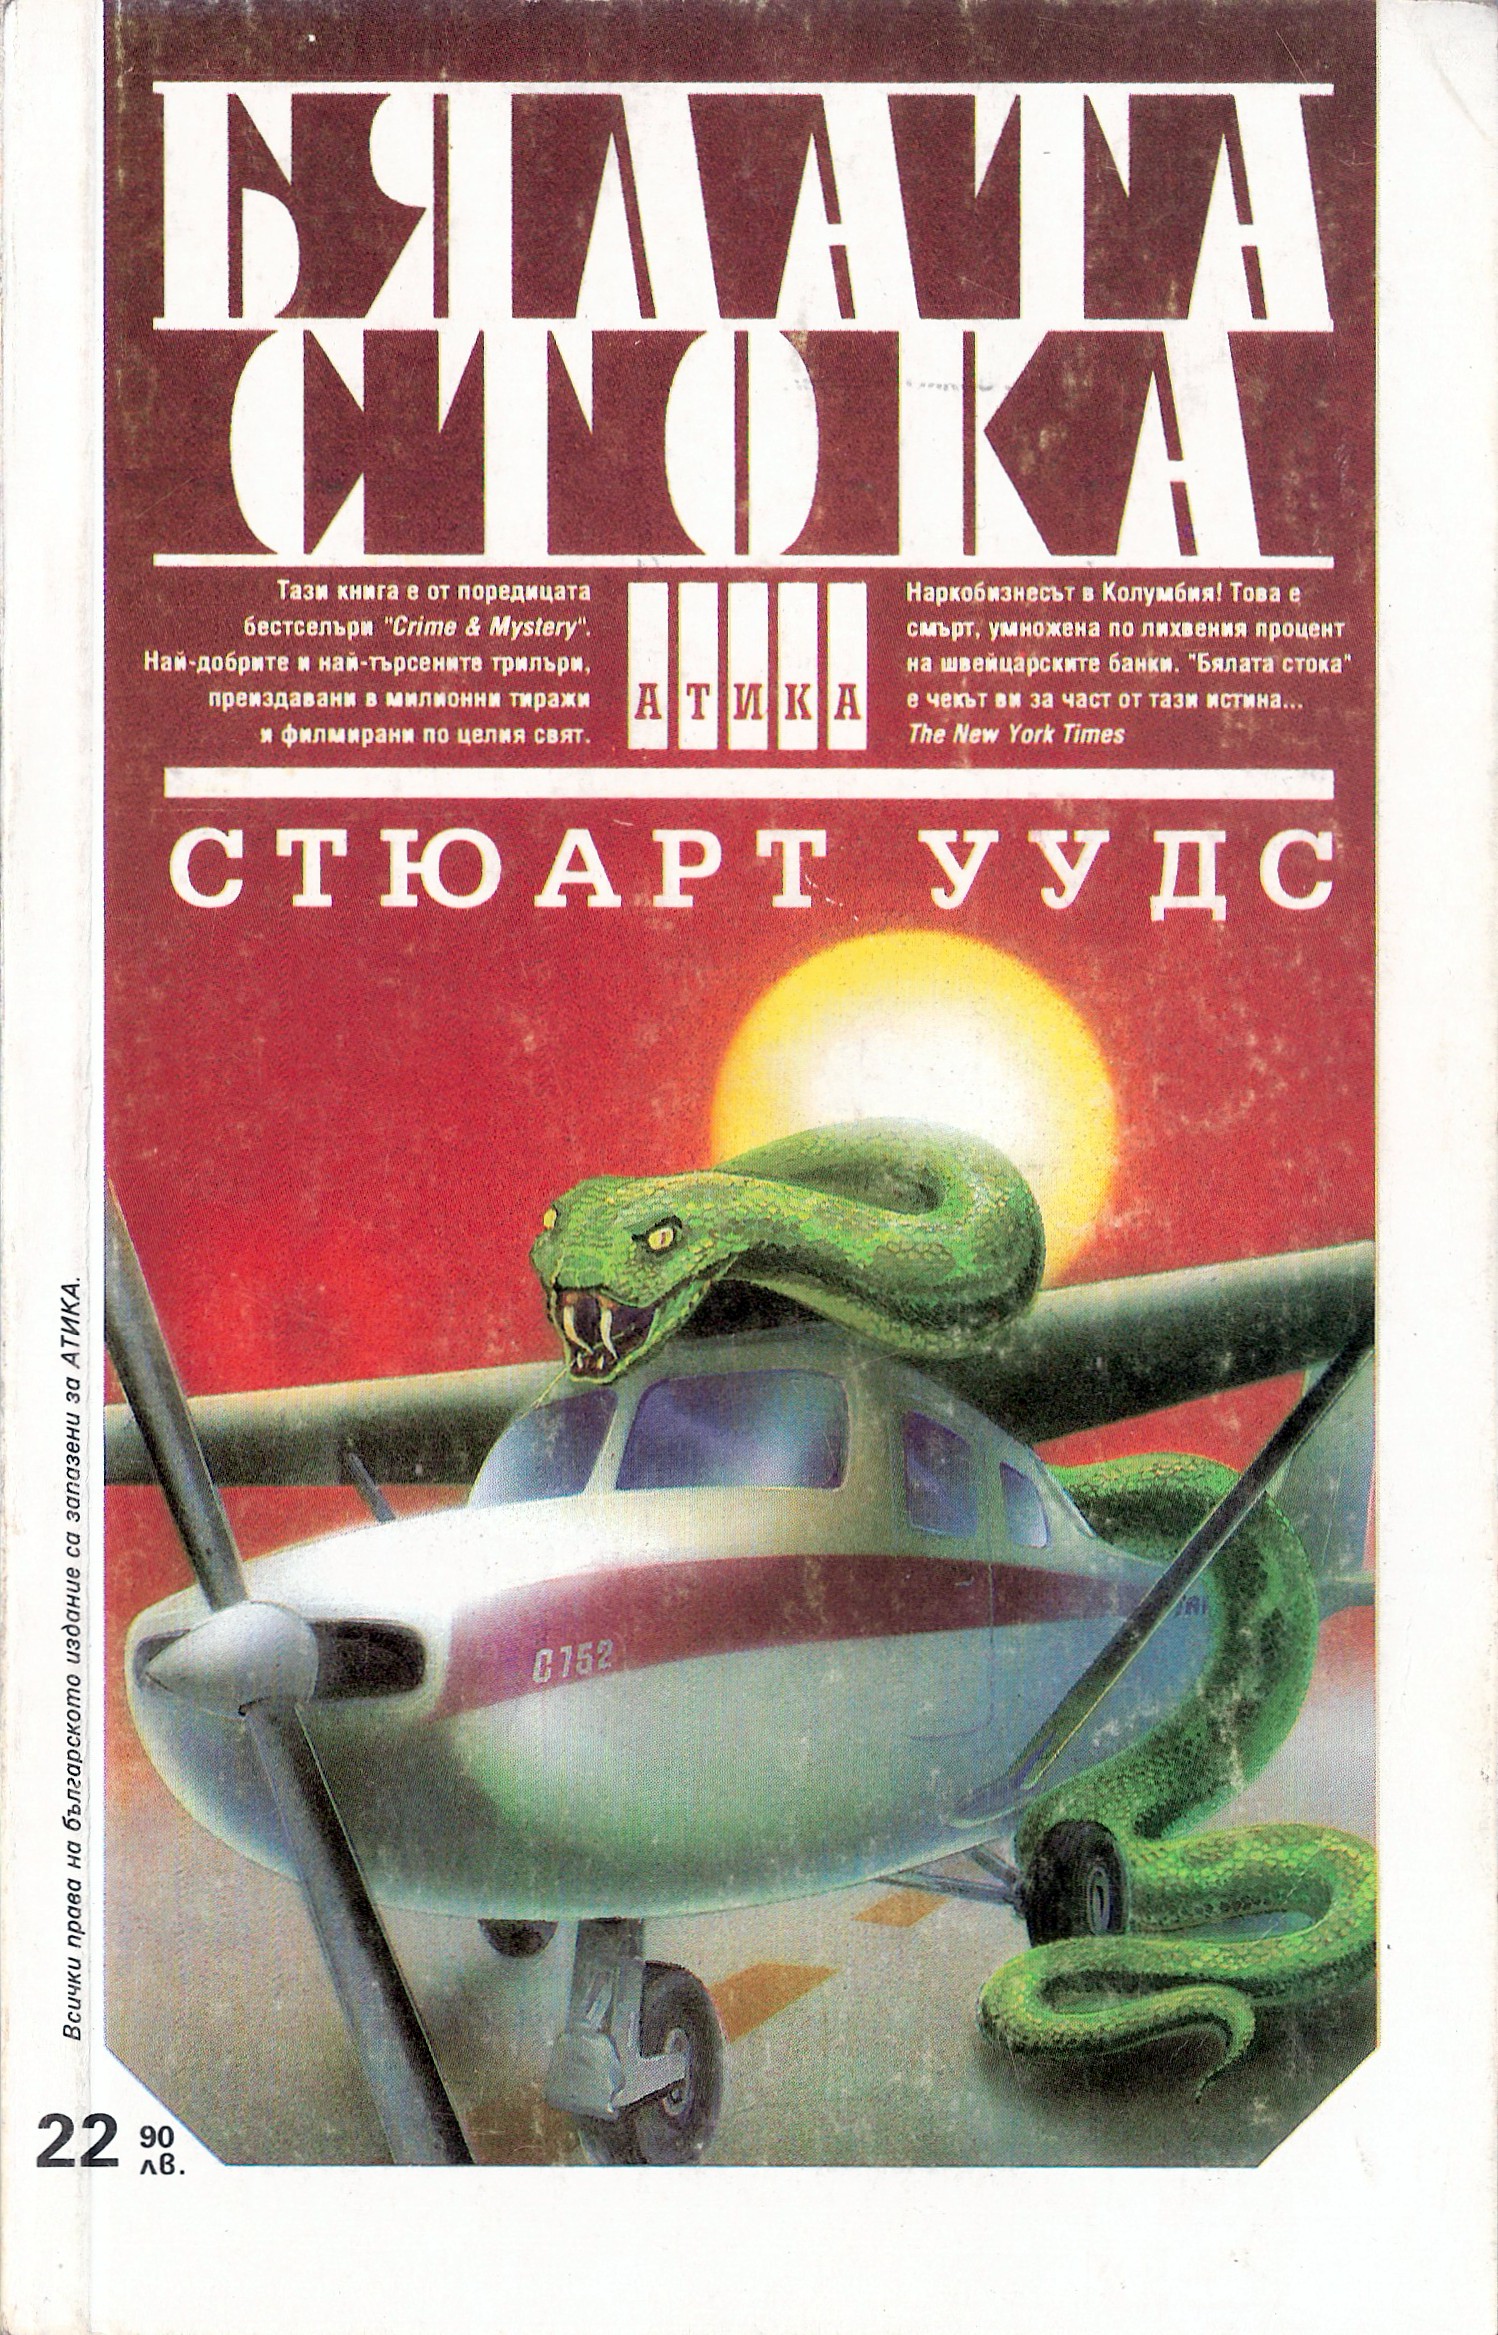 БЯЛАТА
СТОКА
Тази книга е от поредицата
бестселъри "Crime & Mystery".
Най-добрите и най-търсените трилъри,
преиздавани в милионни тиражи
и филмирани по целия свят.
АТИКА
Наркобизнесът в Колумбия! Това е
смърт, умножена по лихвения процент
на швейцарските банки. "Бялата стока"
е чекът ви за част от тази истина...
The New York Times
СТЮАРТ УУДС
C152
Всички права на българското издание са запазени за АТИКА.
22 90
лв.